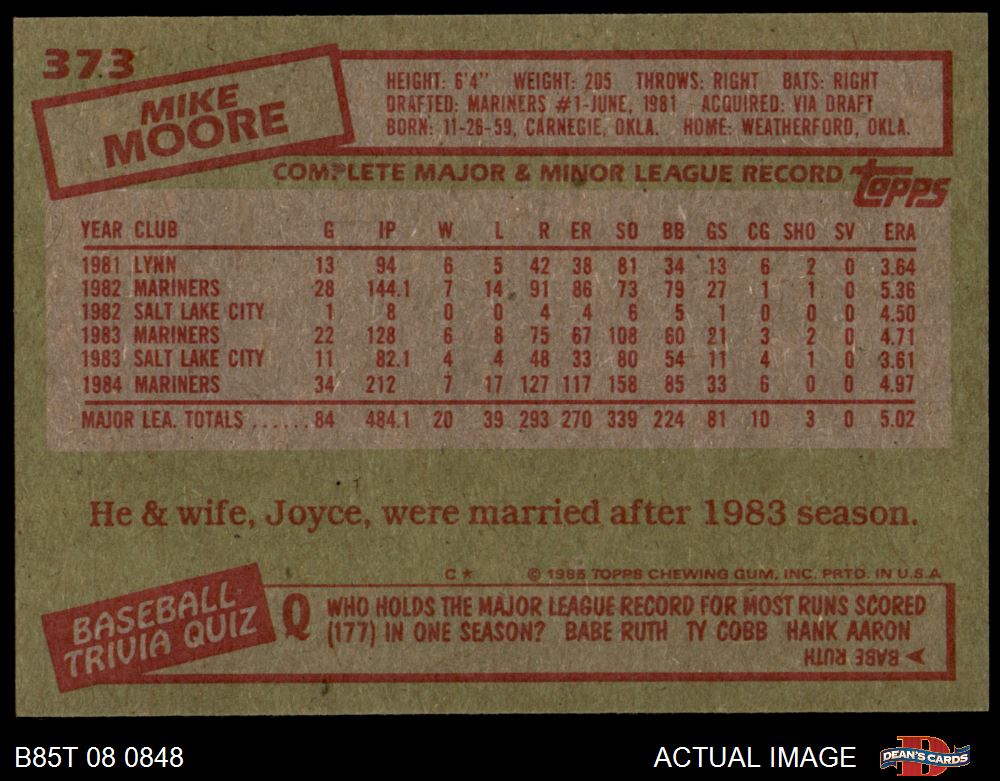 373
MIKE
MOORE
HEIGHT: 6'4" WEIGHT: 205 THROWS: RIGHT BATS: RIGHT
DRAFTED: MARINERS #1-JUNE, 1981 ACQUIRED: VIA DRAFT
BORN: 11-26-59, CARNEGIE, OKLA. HOME: WEATHERFORD, OKLA.
COMPLETE MAJOR & MINOR LEAGUE RECORD topps
YEAR CLUB G IP W L R ER SO BB GS CG SHO SV ERA
1981 LYNN 13 94 6 5 42 38 81 34 13 6 2 0 3.64
1982 MARINERS 28 144.1 7 14 91 86 73 79 27 1 1 0 5.36
1982 SALT LAKE CITY 1 8 0 0 4 4 6 5 1 0 0 0 4.50
1983 MARINERS 22 128 6 8 75 67 108 60 21 3 2 0 4.71
1983 SALT LAKE CITY 11 82.1 4 4 48 33 80 54 11 4 1 0 3.61
1984 MARINERS 34 212 7 17 127 117 158 85 33 6 0 0 4.97
MAJOR LEA. TOTALS ...... 84 484.1 20 39 293 270 339 224 81 10 3 0 5.02
He & wife, Joyce, were married after 1983 season.
C* © 1985 TOPPS CHEWING GUM, INC. PRTD. IN U.S.A.
BASEBALL
TRIVIA QUIZ
Q WHO HOLDS THE MAJOR LEAGUE RECORD FOR MOST RUNS SCORED
(177) IN ONE SEASON? BABE RUTH TY COBB HANK AARON
BABE RUTH
B85T 08 0848 ACTUAL IMAGE DEAN'S CARDS